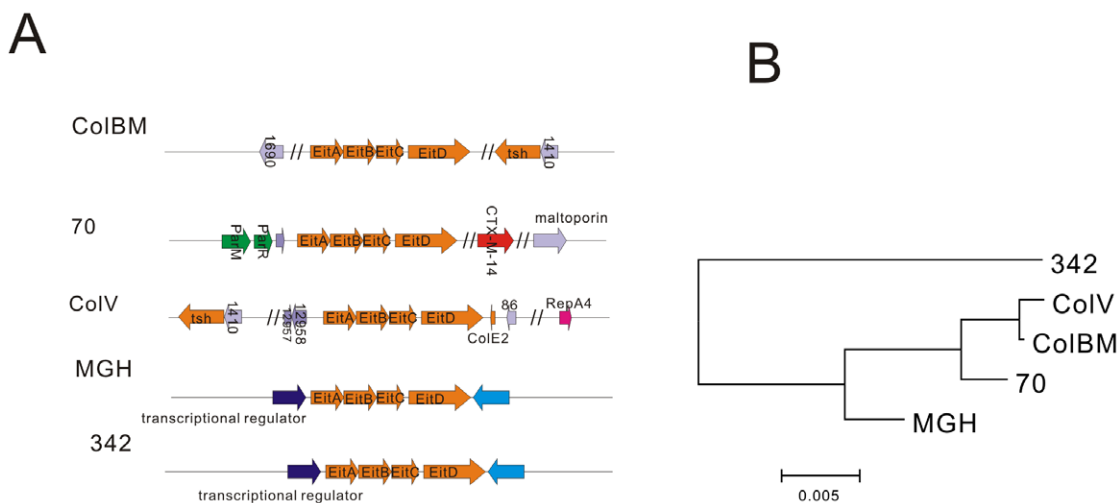 A
ColBM
1690
//
EitA
EitB
EitC
EitD
//
tsh
1410
70
ParM
ParR
EitA
EitB
EitC
EitD
//
CTX-M-14
//
maltoporin
ColV
tsh
1410
//
12957
12958
EitA
EitB
EitC
EitD
ColE2
86
//
RepA4
MGH
transcriptional regulator
EitA
EitB
EitC
EitD
342
transcriptional regulator
EitA
EitB
EitC
EitD
B
342
ColV
ColBM
70
MGH
0.005